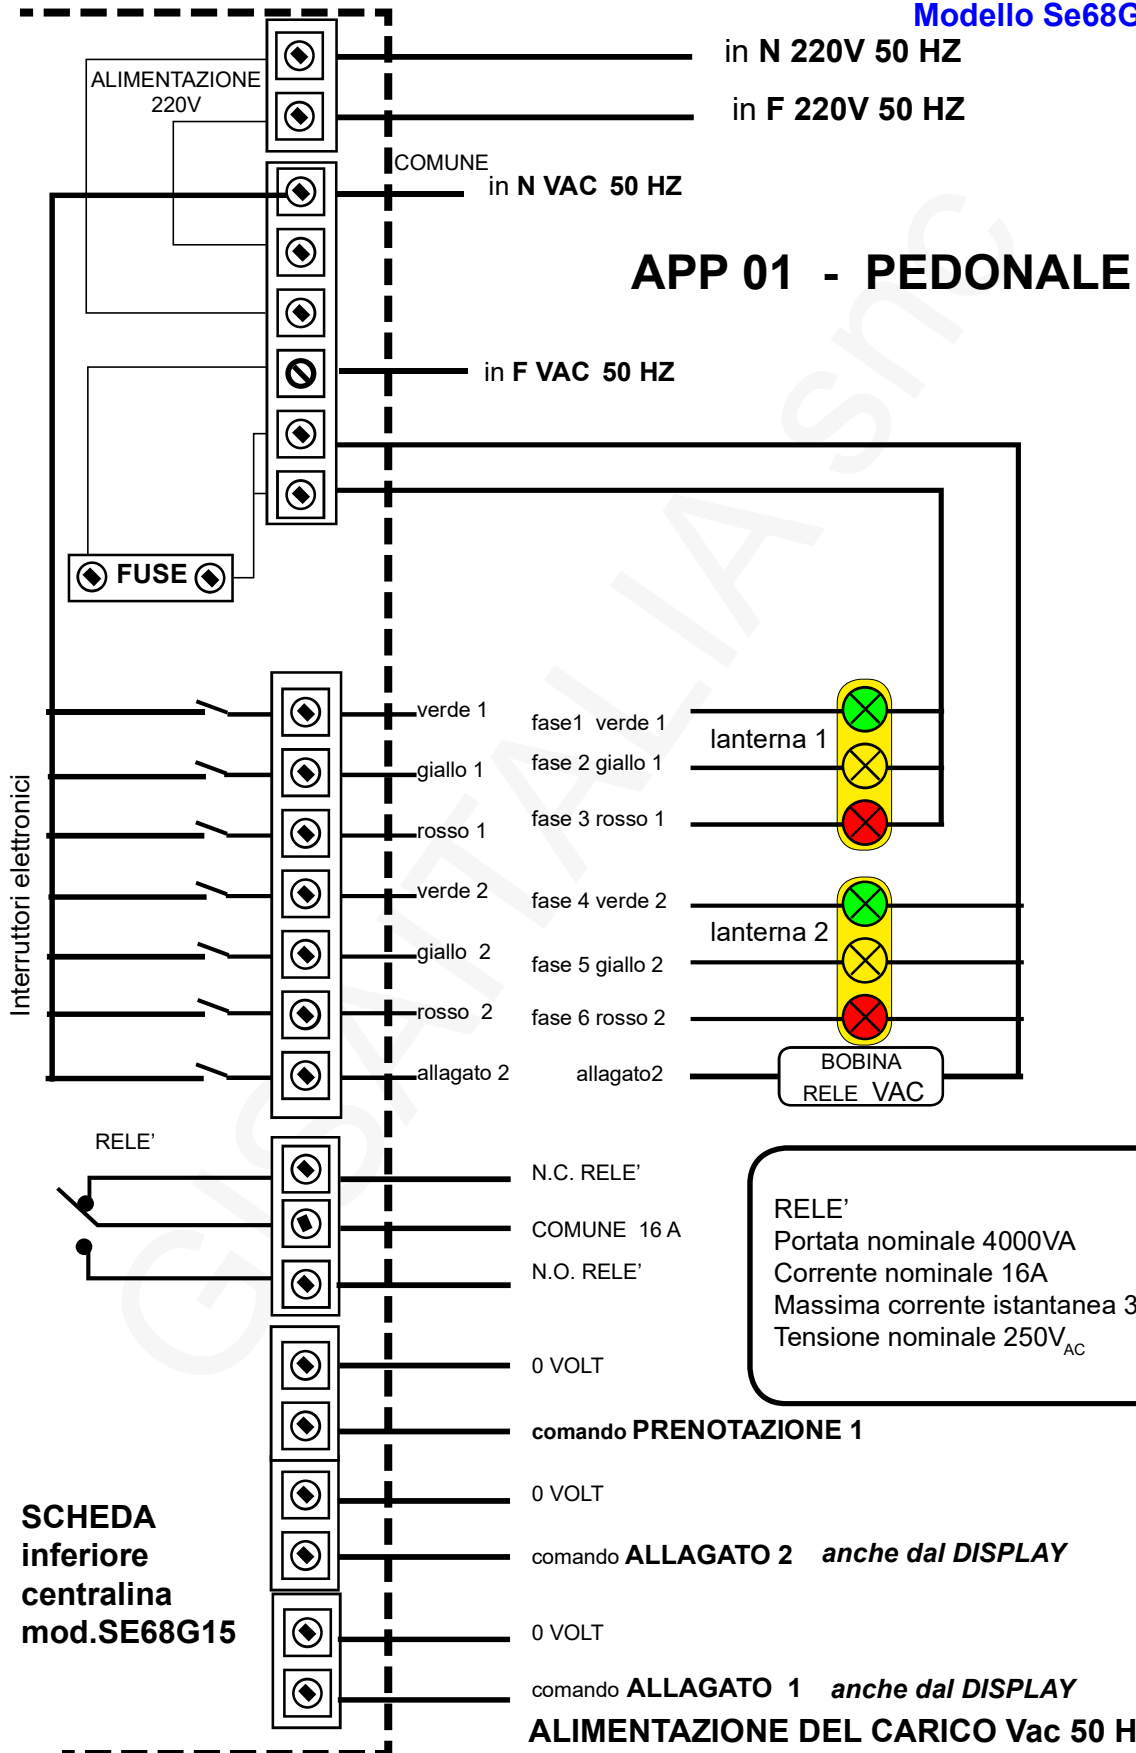 Modello Se68G
in N 220V 50 HZ
ALIMENTAZIONE
220V
in F 220V 50 HZ
COMUNE
in N VAC 50 HZ
APP 01 - PEDONALE
in F VAC 50 HZ
FUSE
Interruttori elettronici
verde 1
giallo 1
rosso 1
verde 2
giallo 2
rosso 2
allagato 2
fase1 verde 1
lanterna 1
fase 2 giallo 1
fase 3 rosso 1
fase 4 verde 2
lanterna 2
fase 5 giallo 2
fase 6 rosso 2
allagato2
BOBINA
RELE VAC
RELE'
N.C. RELE'
COMUNE 16 A
N.O. RELE'
RELE'
Portata nominale 4000VA
Corrente nominale 16A
Massima corrente istantanea 3
Tensione nominale 250VAC
0 VOLT
comando PRENOTAZIONE 1
0 VOLT
comando ALLAGATO 2 anche dal DISPLAY
SCHEDA
inferiore
centralina
mod.SE68G15
0 VOLT
comando ALLAGATO 1 anche dal DISPLAY
ALIMENTAZIONE DEL CARICO Vac 50 H
GISAITALIA snc